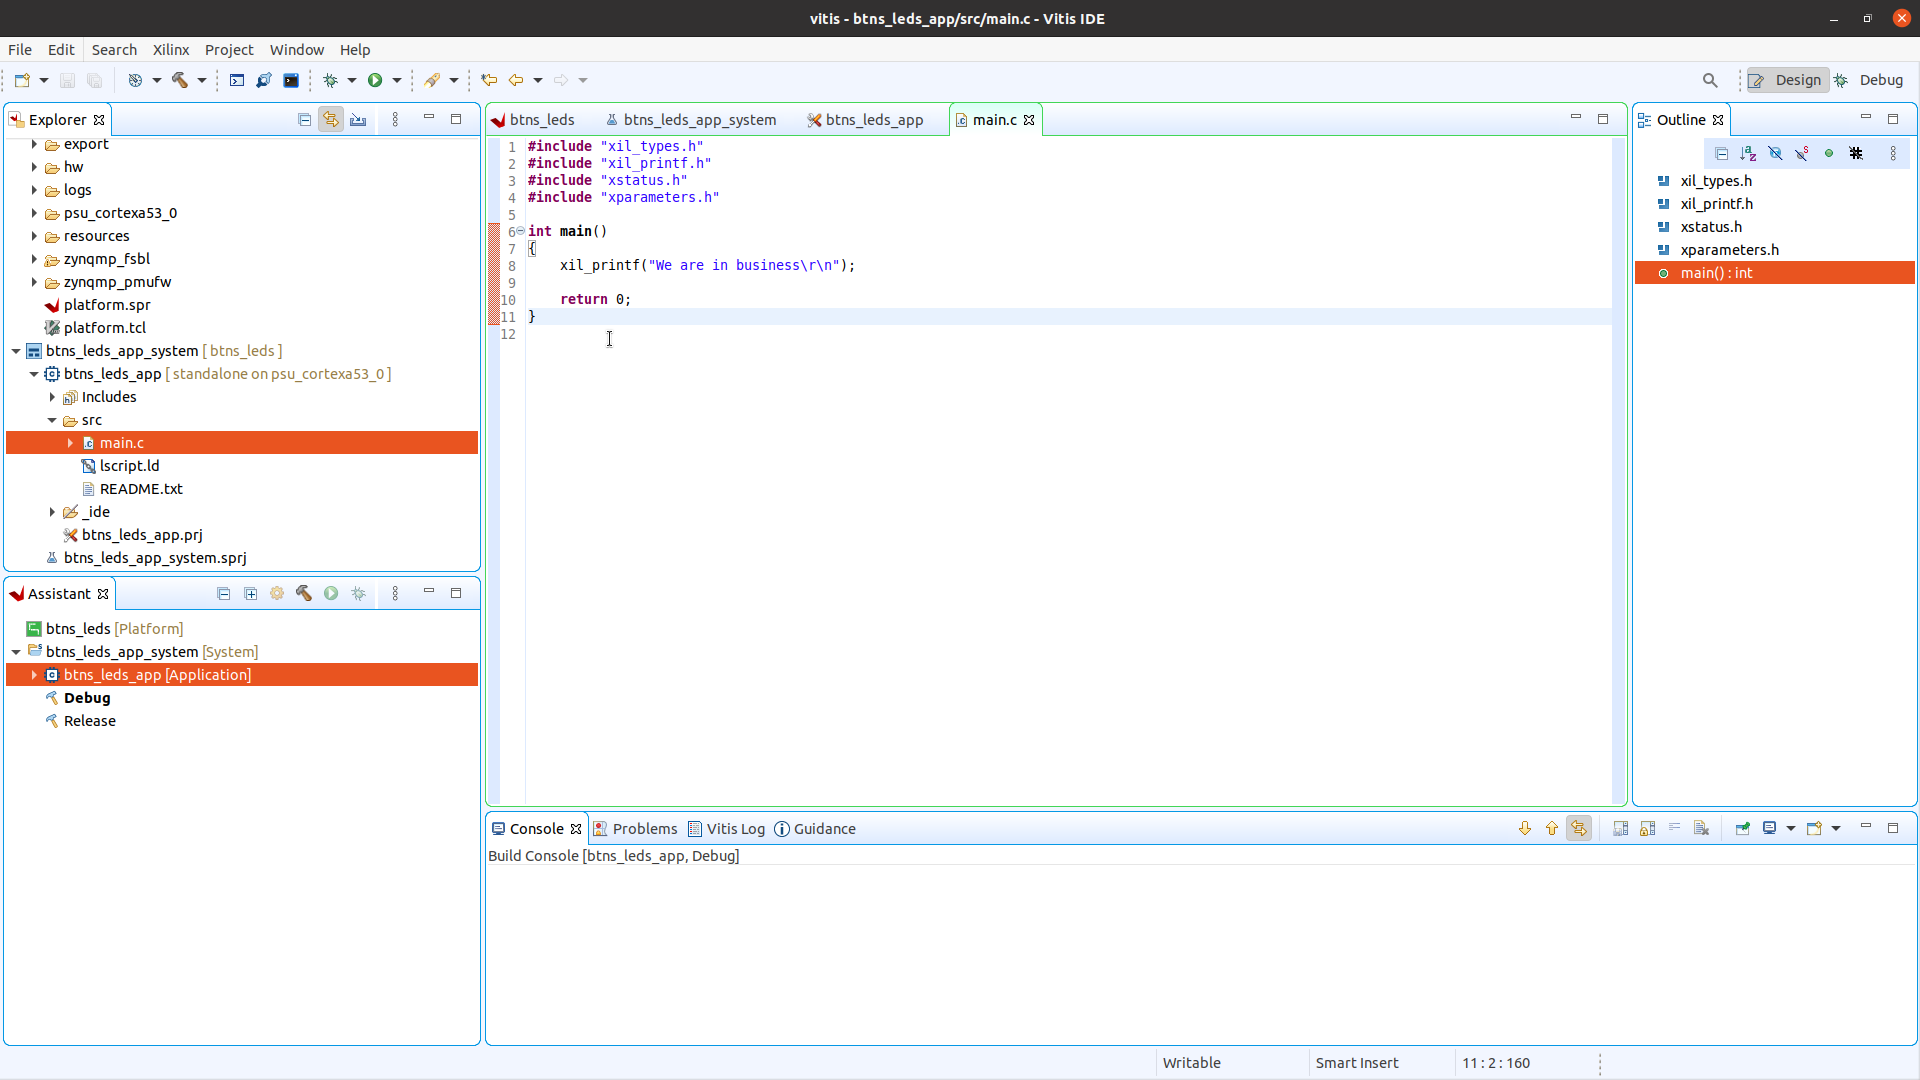 vitis - btns_leds_app/src/main.c - Vitis IDE
File Edit Search Xilinx Project Window Help
Design Debug
Explorer
export
hw
logs
psu_cortexa53_0
resources
zynqmp_fsbl
zynqmp_pmufw
platform.spr
platform.tcl
btns_leds_app_system [ btns_leds ]
btns_leds_app [ standalone on psu_cortexa53_0 ]
Includes
src
main.c
lscript.ld
README.txt
_ide
btns_leds_app.prj
btns_leds_app_system.sprj
Assistant
btns_leds [Platform]
btns_leds_app_system [System]
btns_leds_app [Application]
Debug
Release
btns_leds btns_leds_app_system btns_leds_app main.c
1 #include "xil_types.h"
2 #include "xil_printf.h"
3 #include "xstatus.h"
4 #include "xparameters.h"
5
6 int main()
7 {
8 xil_printf("We are in business\r\n");
9
10 return 0;
11 }
12
Outline
xil_types.h
xil_printf.h
xstatus.h
xparameters.h
main() : int
Console Problems Vitis Log Guidance
Build Console [btns_leds_app, Debug]
Writable Smart Insert 11 : 2 : 160